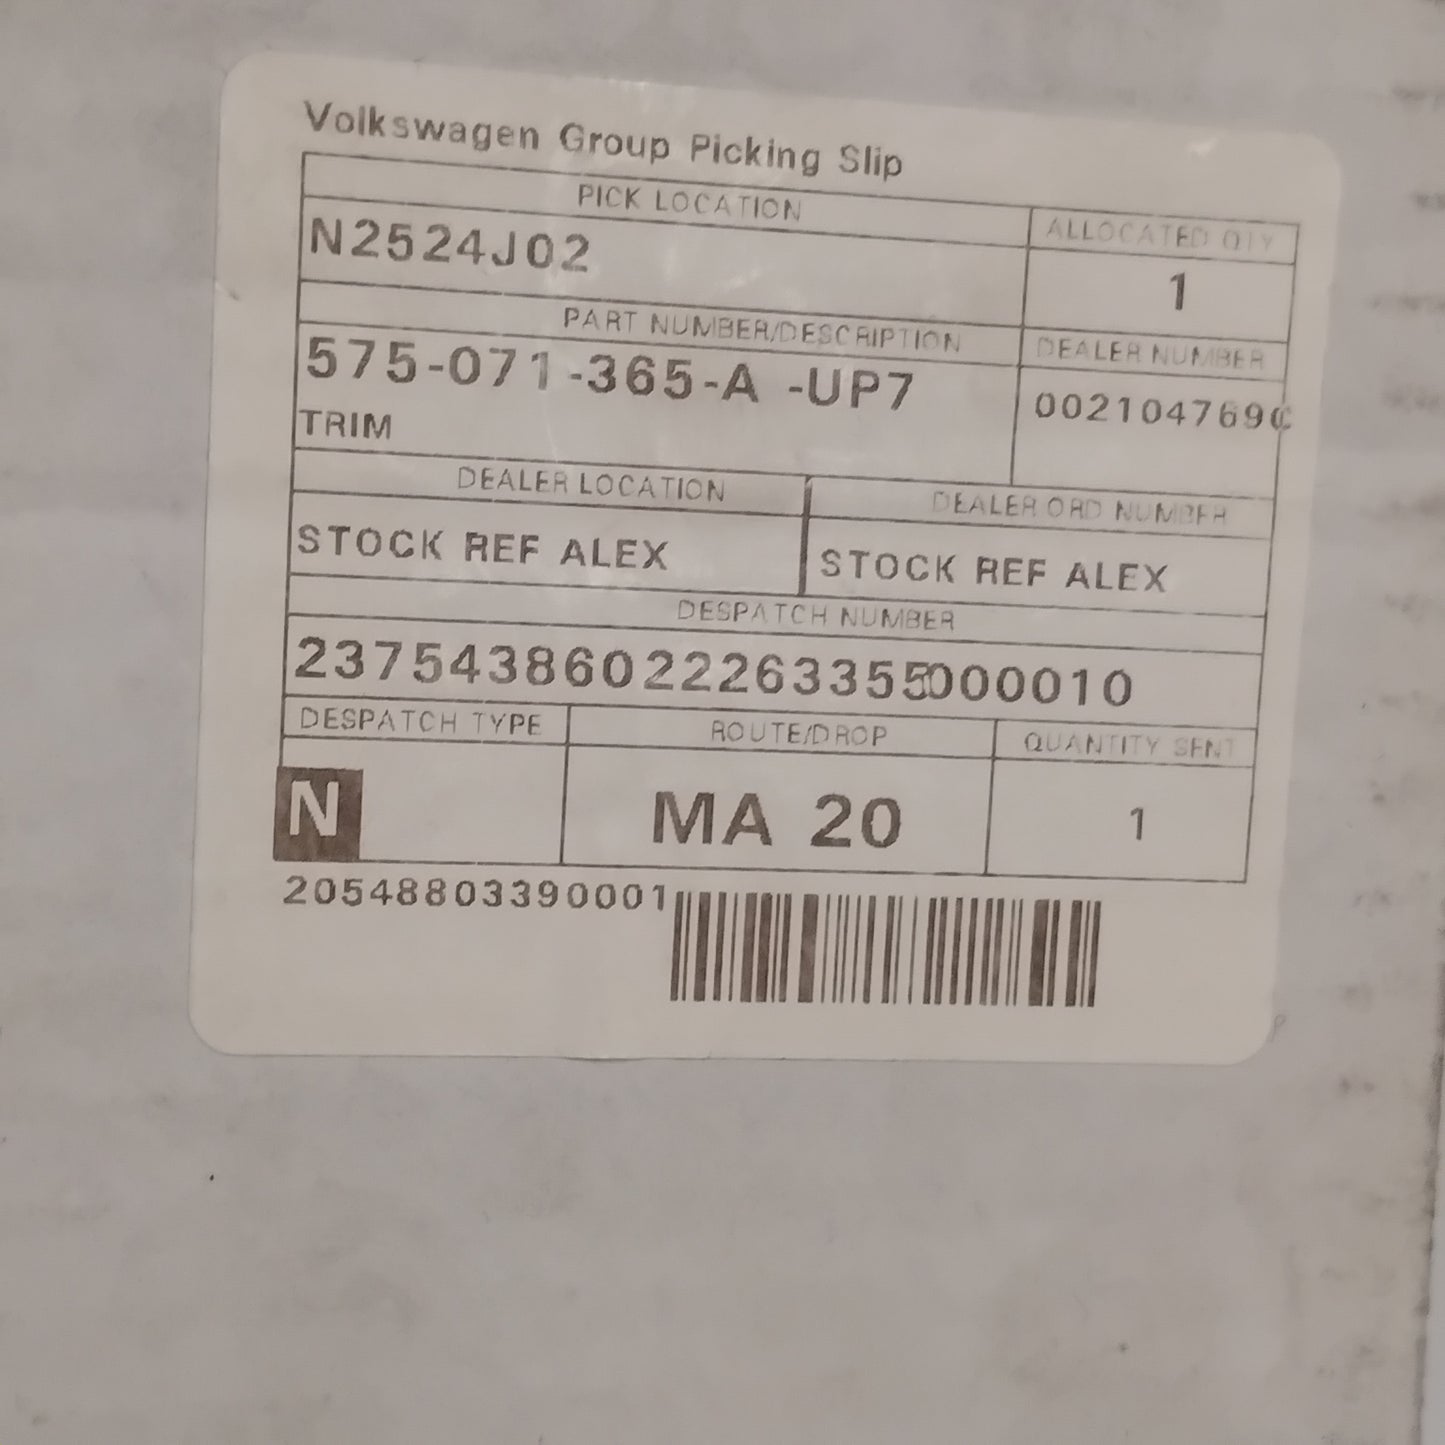 Volkswagen Group Picking Slip
PICK LOCATION
ALLOCATED QTY
N2524J02
1
PART NUMBER/DESCRIPTION
DEALER NUMBER
575-071-365-A -UP7
TRIM
DEALER LOCATION
DEALER ORD NUMBER
STOCK REF ALEX
STOCK REF ALEX
DESPATCH NUMBER
DESPATCH TYPE
ROUTE/DROP
QUANTITY SENT
N
MA 20
1
20548803390001